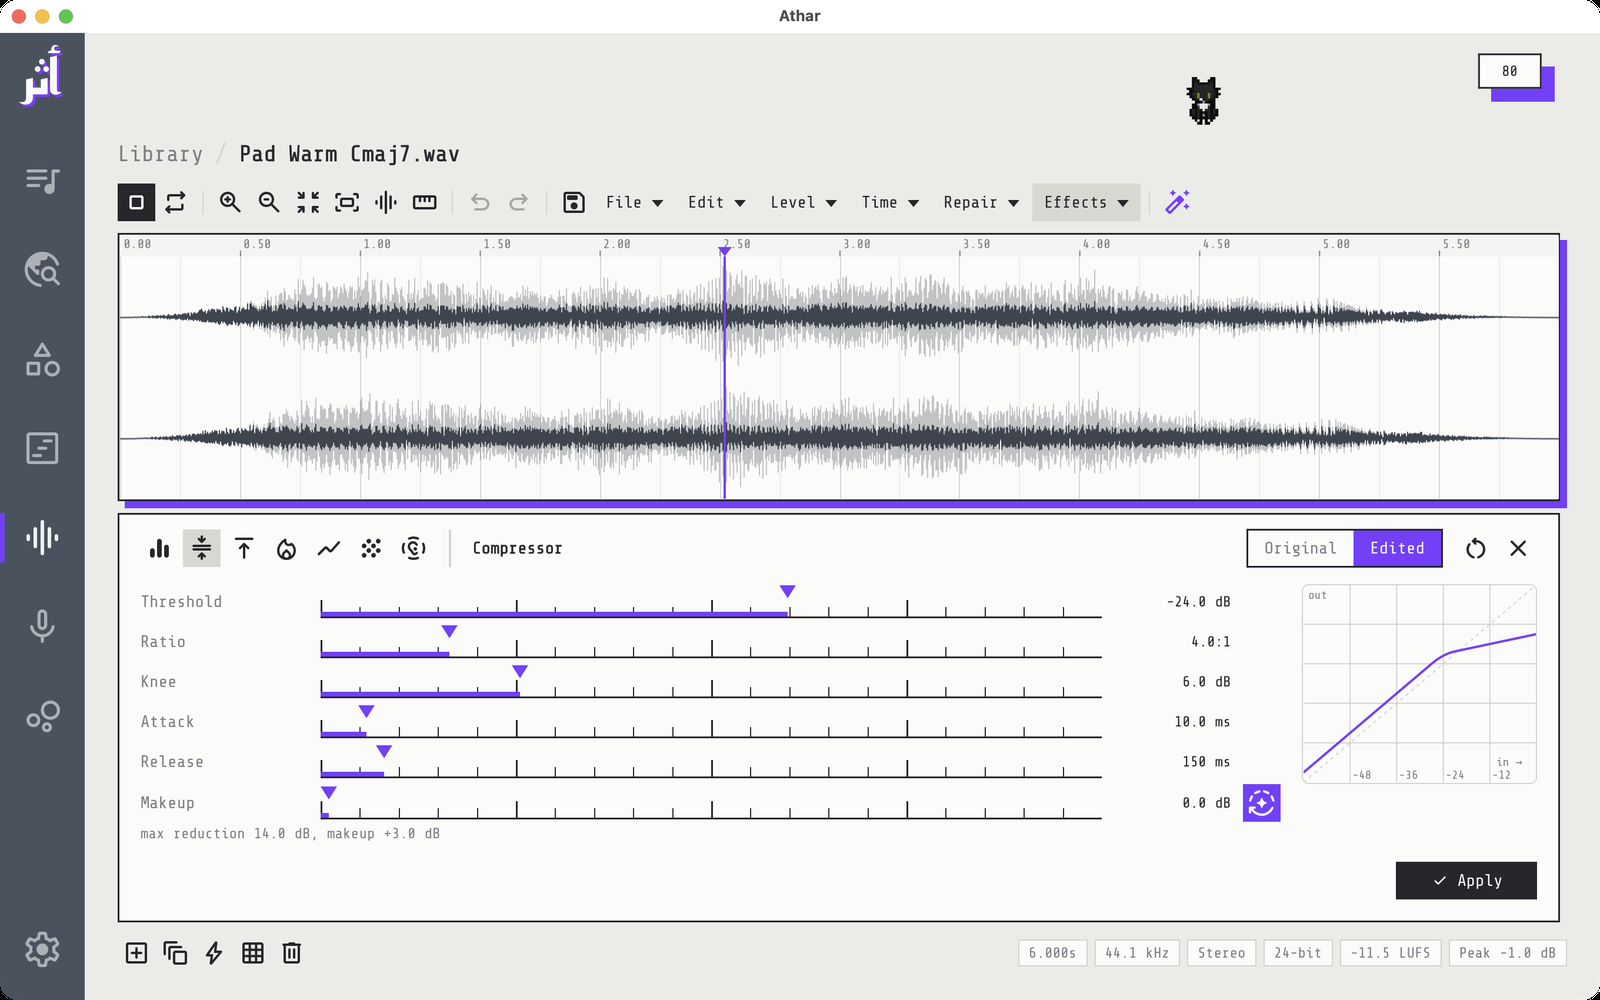 Athar
أثر
80
Library / Pad Warm Cmaj7.wav
File Edit Level Time Repair Effects
0.00 0.50 1.00 1.50 2.00 2.50 3.00 3.50 4.00 4.50 5.00 5.50
Compressor Original Edited
Threshold -24.0 dB
Ratio 4.0:1
Knee 6.0 dB
Attack 10.0 ms
Release 150 ms
Makeup 0.0 dB
max reduction 14.0 dB, makeup +3.0 dB
out
in →
-48 -36 -24 -12
Apply
6.000s 44.1 kHz Stereo 24-bit -11.5 LUFS Peak -1.0 dB